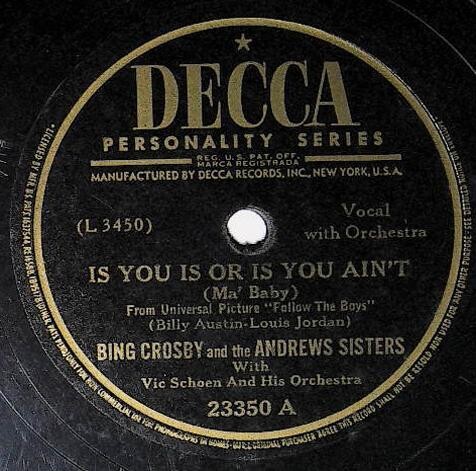 DECCA
PERSONALITY SERIES
REG. U.S. PAT. OFF.
MARCA REGISTRADA
MANUFACTURED BY DECCA RECORDS, INC., NEW YORK, U.S.A.
(L 3450)
Vocal
with Orchestra
IS YOU IS OR IS YOU AIN'T
(Ma' Baby)
From Universal Picture "Follow The Boys"
(Billy Austin-Louis Jordan)
BING CROSBY and the ANDREWS SISTERS
With
Vic Schoen And His Orchestra
23350 A